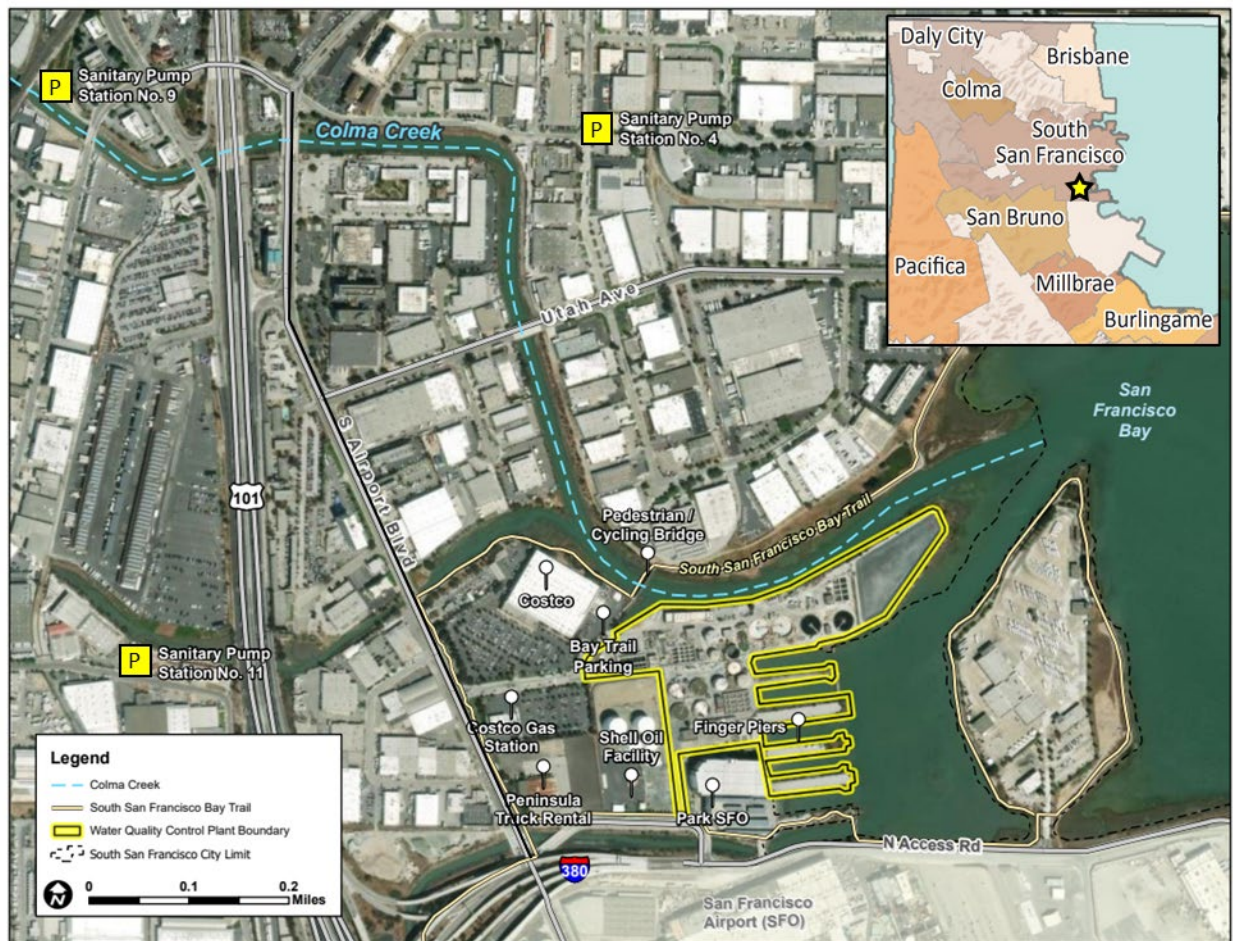 P
Sanitary Pump
Station No. 9
Colma Creek
P
Sanitary Pump
Station No. 4
Daly City
Brisbane
Colma
South
San Francisco
San Bruno
Pacifica
Millbrae
Burlingame
Utah Ave
San
Francisco
Bay
S Airport Blvd
101
Pedestrian /
Cycling Bridge
South San Francisco Bay Trail
Costco
Bay Trail
Parking
P
Sanitary Pump
Station No. 11
Costco Gas
Station
Shell Oil
Facility
Finger Piers
Peninsula
Truck Rental
Park SFO
N Access Rd
380
San Francisco
Airport (SFO)
Legend
Colma Creek
South San Francisco Bay Trail
Water Quality Control Plant Boundary
South San Francisco City Limit
N
0 0.1 0.2
Miles